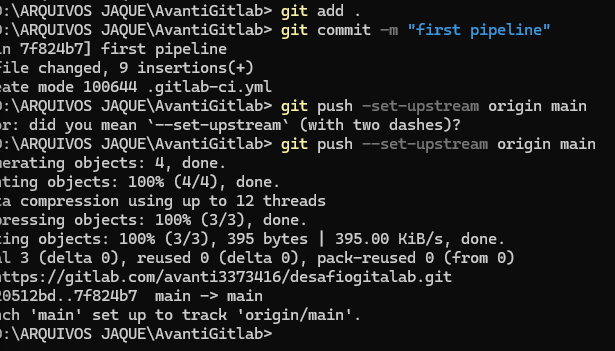 :\ARQUIVOS JAQUE\AvantiGitlab> git add .
:\ARQUIVOS JAQUE\AvantiGitlab> git commit -m "first pipeline"
in 7f824b7] first pipeline
file changed, 9 insertions(+)
eate mode 100644 .gitlab-ci.yml
:\ARQUIVOS JAQUE\AvantiGitlab> git push -set-upstream origin main
or: did you mean `--set-upstream` (with two dashes)?
:\ARQUIVOS JAQUE\AvantiGitlab> git push --set-upstream origin main
merating objects: 4, done.
nting objects: 100% (4/4), done.
ta compression using up to 12 threads
pressing objects: 100% (3/3), done.
ting objects: 100% (3/3), 395 bytes | 395.00 KiB/s, done.
al 3 (delta 0), reused 0 (delta 0), pack-reused 0 (from 0)
https://gitlab.com/avanti3373416/desafiogitalab.git
20512bd..7f824b7  main -> main
nch 'main' set up to track 'origin/main'.
:\ARQUIVOS JAQUE\AvantiGitlab>